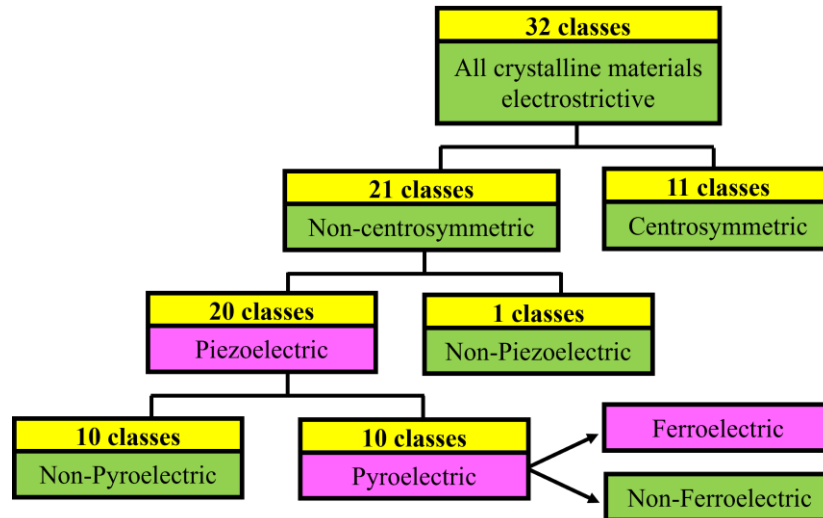 32 classes
All crystalline materials
electrostrictive
21 classes
Non-centrosymmetric
11 classes
Centrosymmetric
20 classes
Piezoelectric
1 classes
Non-Piezoelectric
10 classes
Non-Pyroelectric
10 classes
Pyroelectric
Ferroelectric
Non-Ferroelectric